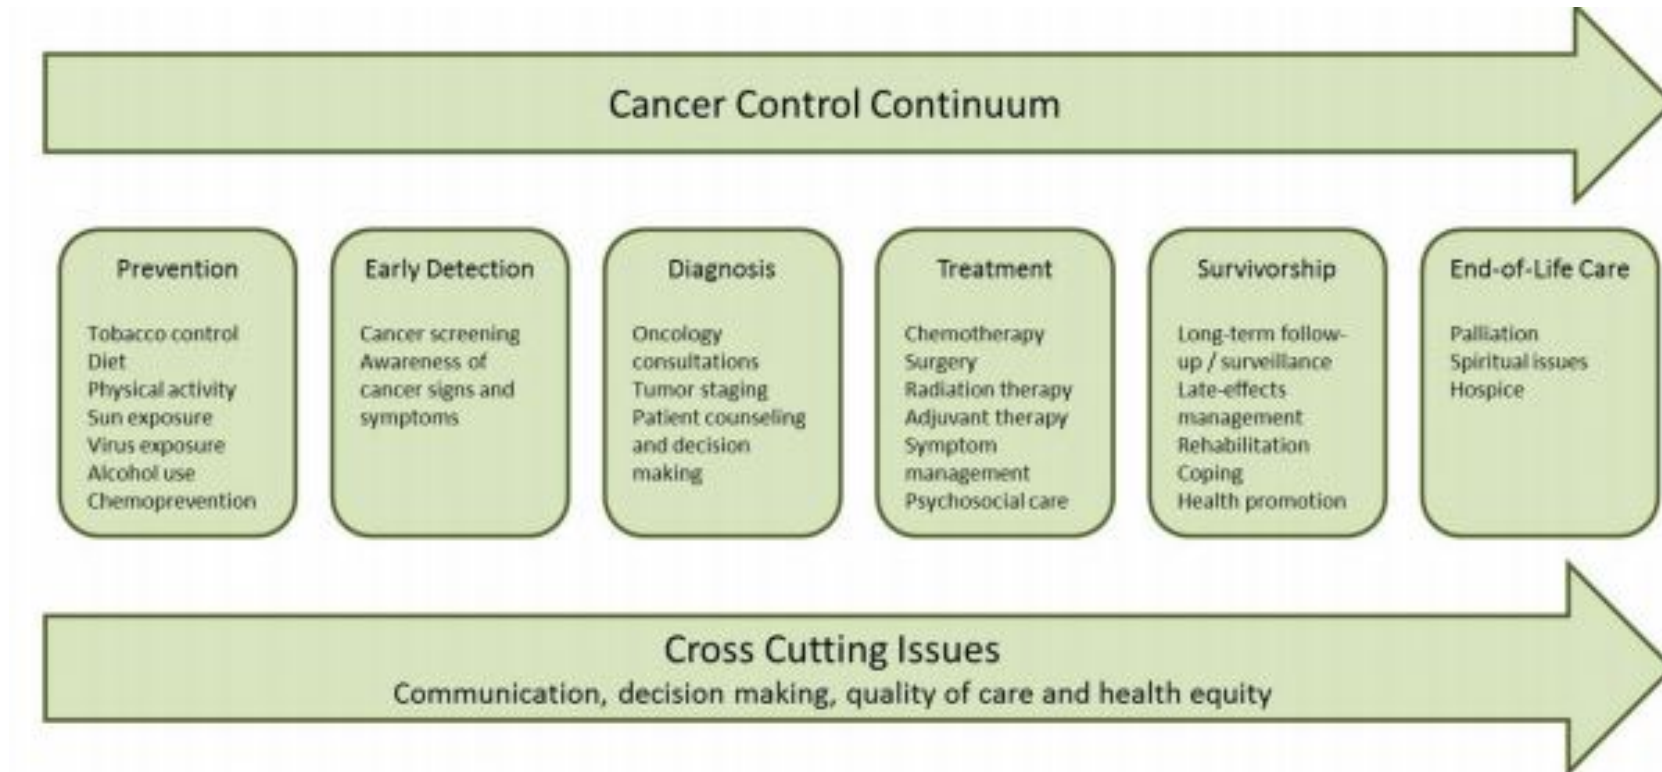 Cancer Control Continuum
Prevention
Tobacco control
Diet
Physical activity
Sun exposure
Virus exposure
Alcohol use
Chemoprevention
Early Detection
Cancer screening
Awareness of
cancer signs and
symptoms
Diagnosis
Oncology
consultations
Tumor staging
Patient counseling
and decision
making
Treatment
Chemotherapy
Surgery
Radiation therapy
Adjuvant therapy
Symptom
management
Psychosocial care
Survivorship
Long-term follow-
up / surveillance
Late-effects
management
Rehabilitation
Coping
Health promotion
End-of-Life Care
Palliation
Spiritual issues
Hospice
Cross Cutting Issues
Communication, decision making, quality of care and health equity